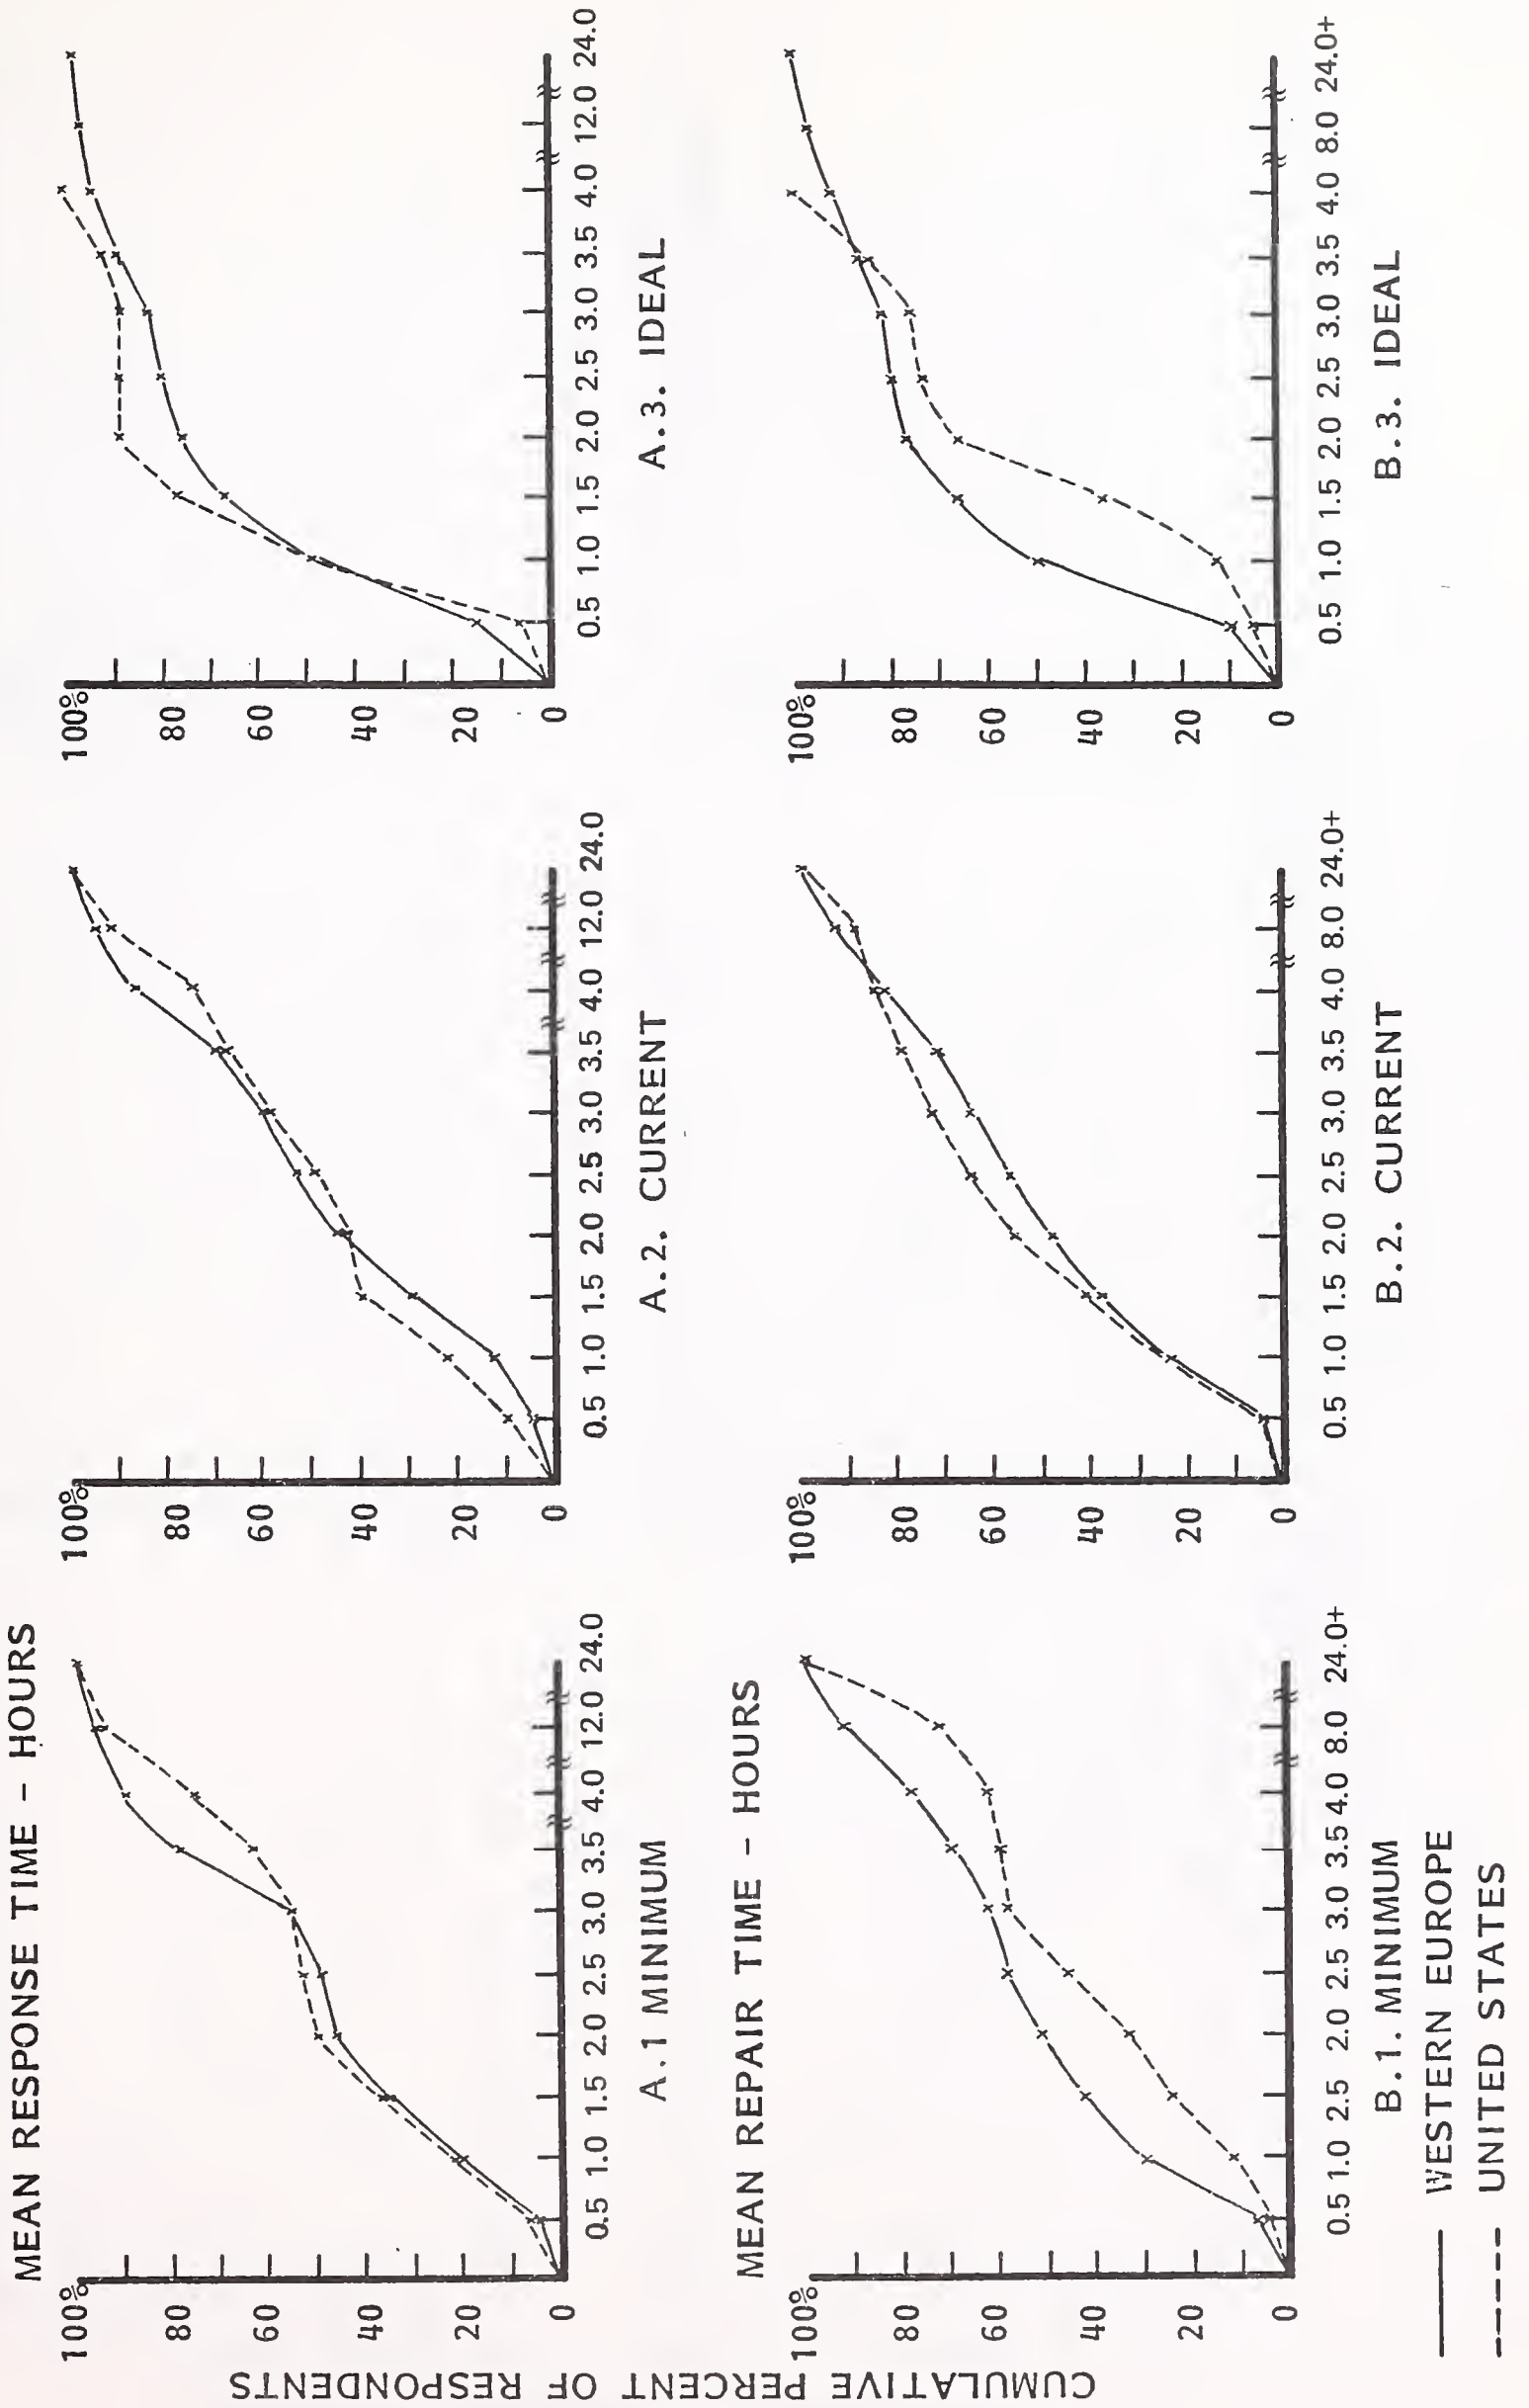 MEAN RESPONSE TIME - HOURS
100%
80
60
40
20
0
0.5 1.0 1.5 2.0 2.5 3.0 3.5 4.0 12.0 24.0
A.1 MINIMUM
100%
80
60
40
20
0
0.5 1.0 1.5 2.0 2.5 3.0 3.5 4.0 12.0 24.0
A.2. CURRENT
100%
80
60
40
20
0
0.5 1.0 1.5 2.0 2.5 3.0 3.5 4.0 12.0 24.0
A.3. IDEAL
CUMULATIVE PERCENT OF RESPONDENTS
MEAN REPAIR TIME - HOURS
100%
80
60
40
20
0
0.5 1.0 2.5 2.0 2.5 3.0 3.5 4.0 8.0 24.0+
B.1. MINIMUM
100%
80
60
40
20
0
0.5 1.0 1.5 2.0 2.5 3.0 3.5 4.0 8.0 24.0+
B.2. CURRENT
100%
80
60
40
20
0
0.5 1.0 1.5 2.0 2.5 3.0 3.5 4.0 8.0 24.0+
B.3. IDEAL
WESTERN EUROPE
UNITED STATES